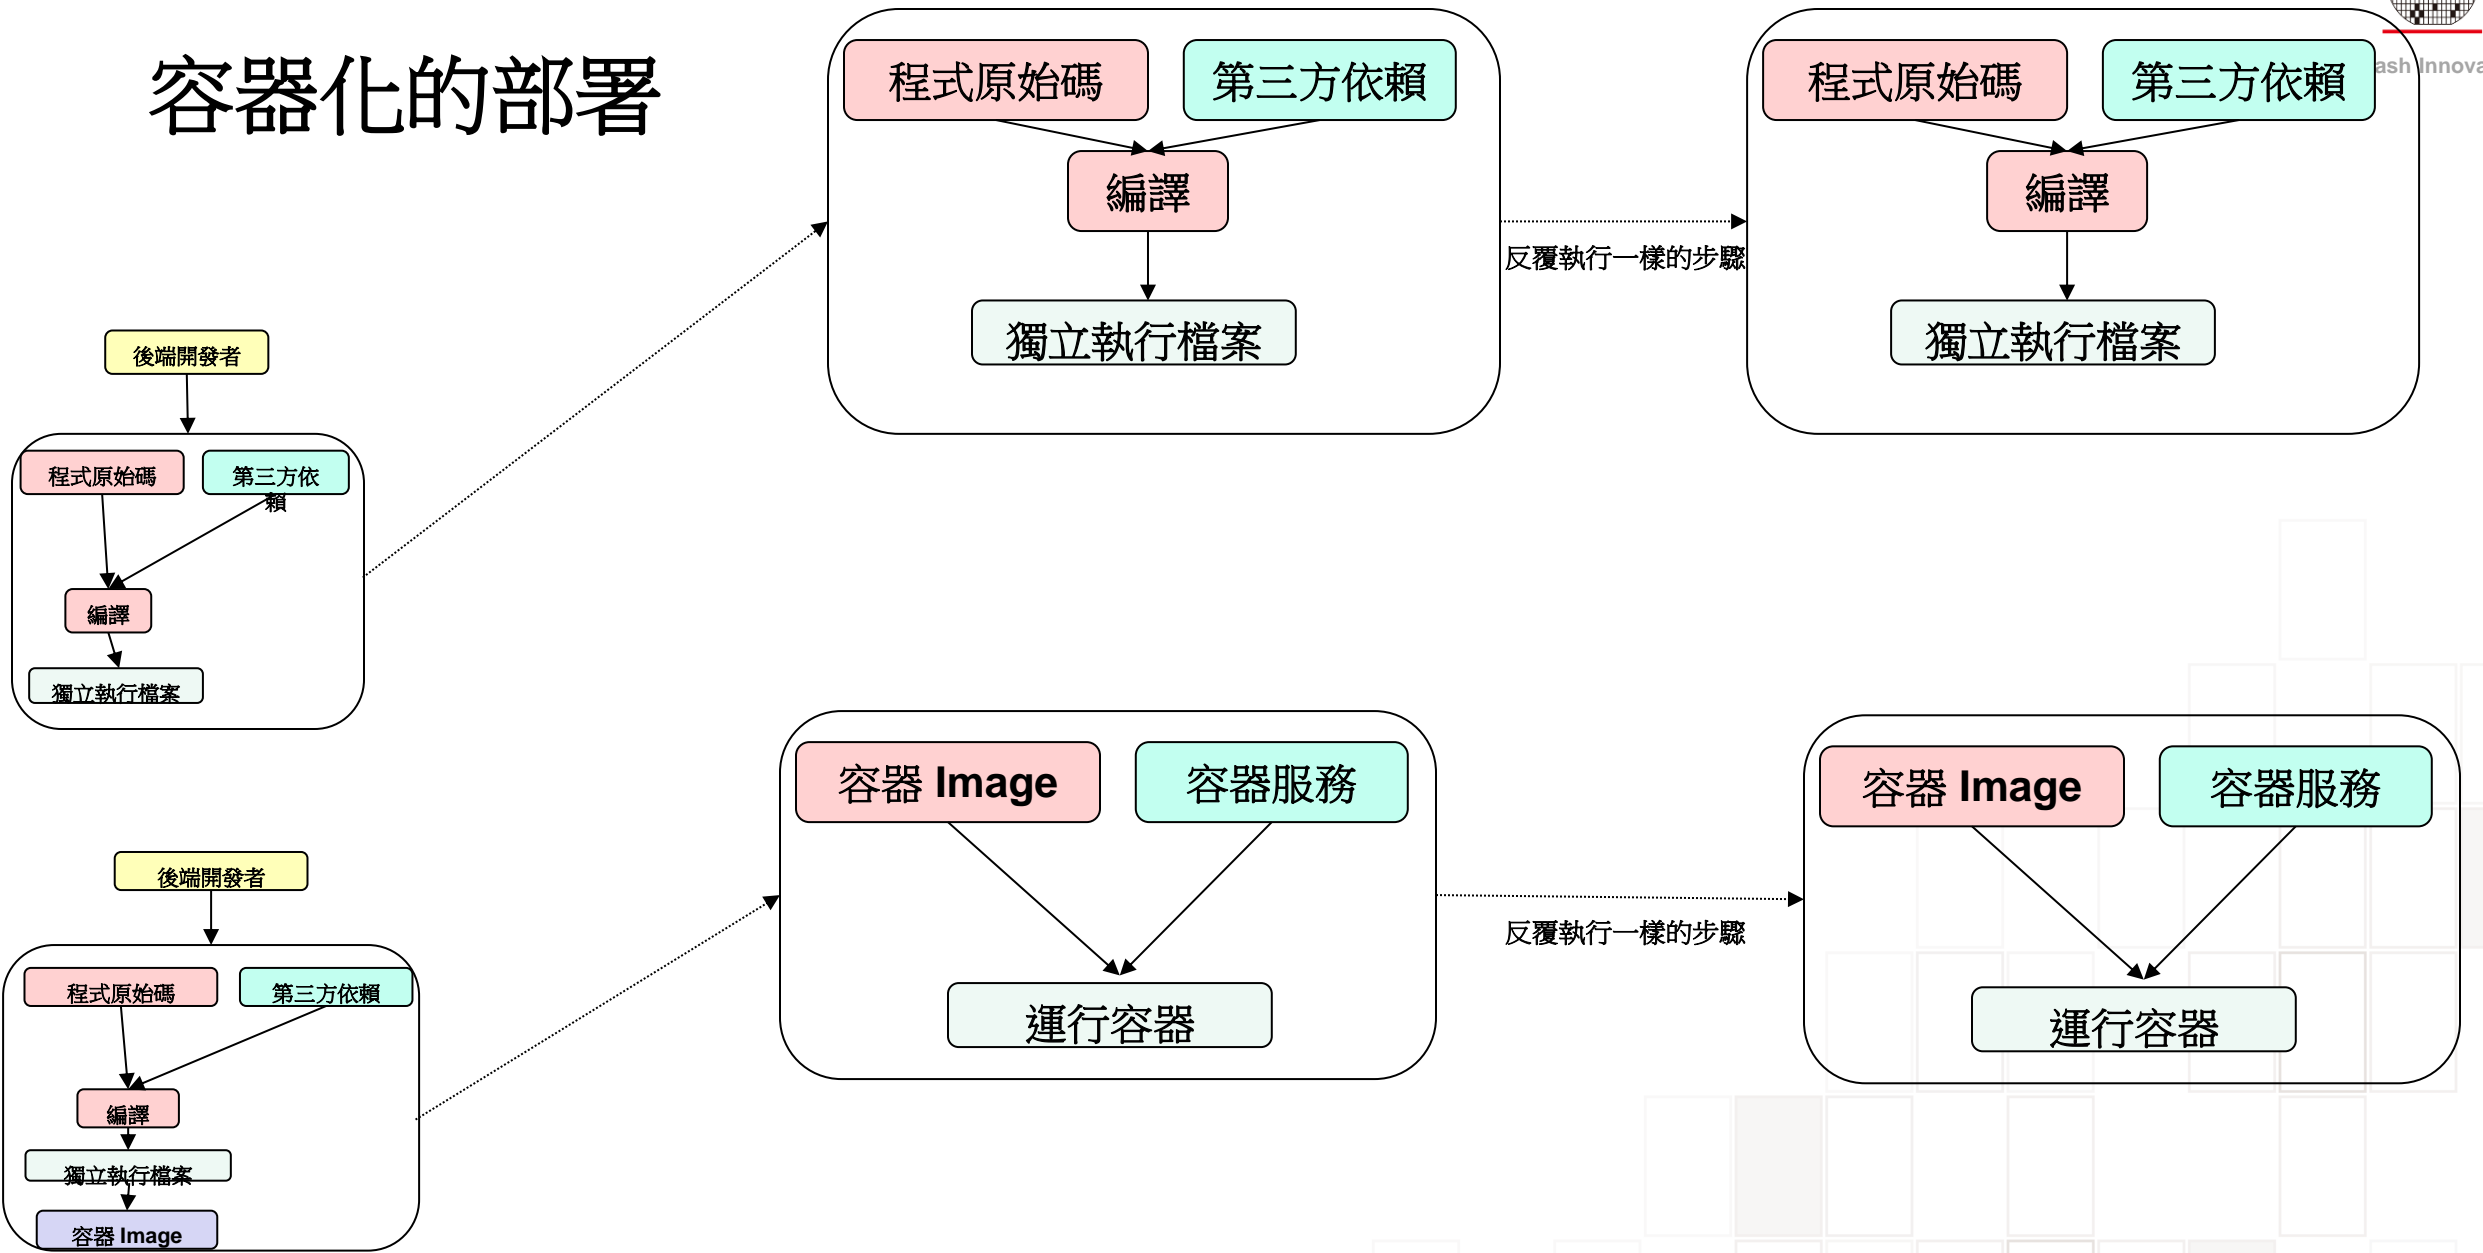 容器化的部署
程式原始碼
第三方依賴
編譯
獨立執行檔案
反覆執行一樣的步驟
程式原始碼
第三方依賴
編譯
獨立執行檔案
後端開發者
程式原始碼
第三方依
賴
編譯
獨立執行檔案
容器 Image
容器服務
運行容器
反覆執行一樣的步驟
容器 Image
容器服務
運行容器
後端開發者
程式原始碼
第三方依賴
編譯
獨立執行檔案
容器 Image